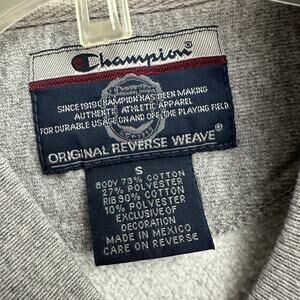 Champion
SINCE 1919 CHAMPION HAS BEEN MAKING
AUTHENTIC ATHLETIC APPAREL
FOR DURABLE USAGE ON AND OFF THE PLAYING FIELD
ORIGINAL REVERSE WEAVE
S
BODY 73% COTTON
27% POLYESTER
RIB 90% COTTON
10% POLYESTER
EXCLUSIVE OF
DECORATION
MADE IN MEXICO
CARE ON REVERSE